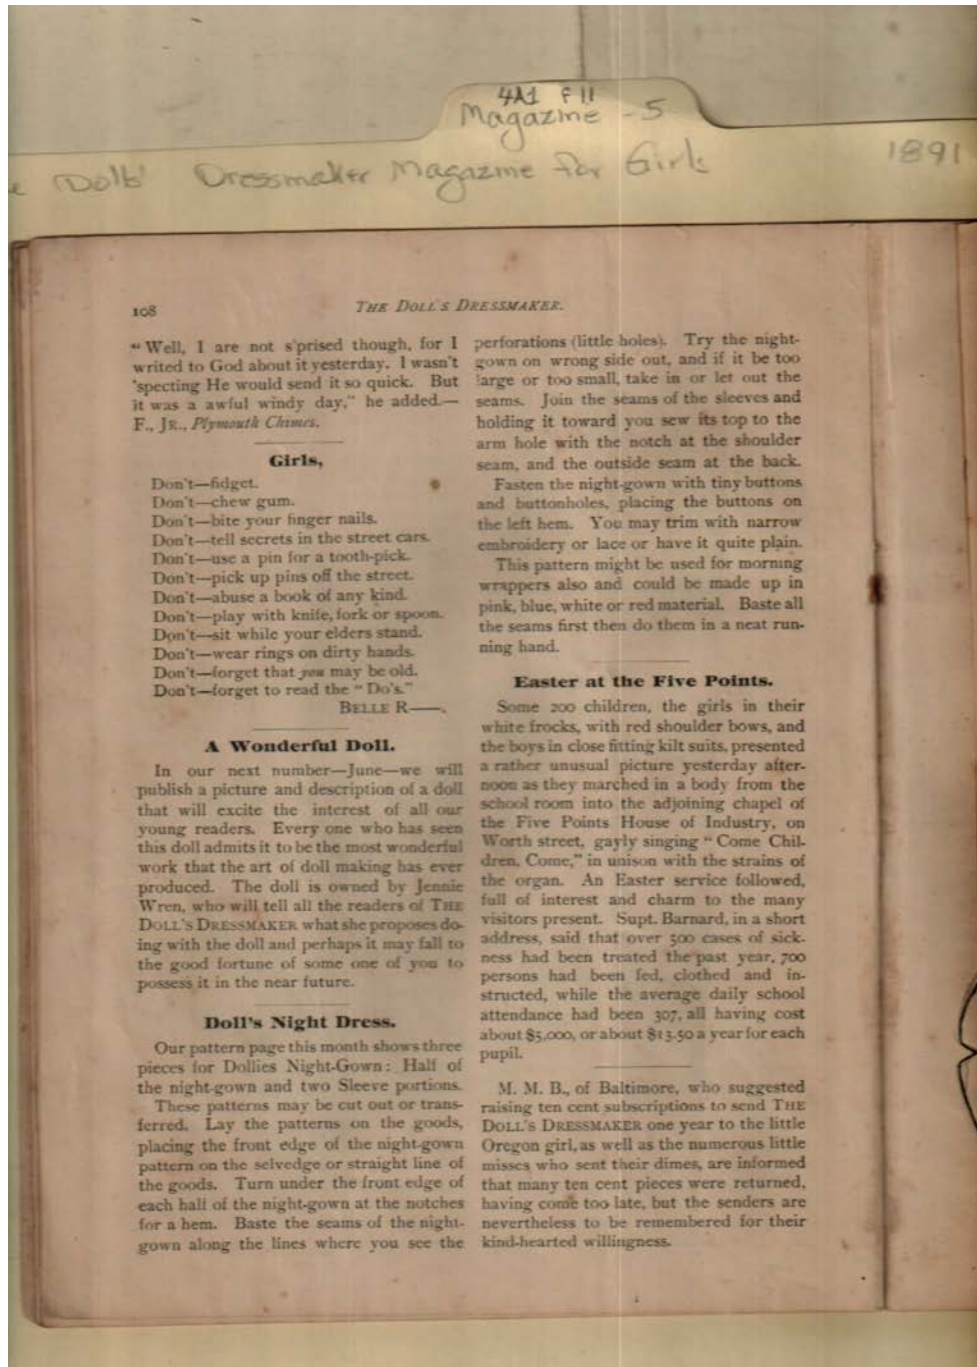 4A1 F11
Magazine - 5
Dolls' Dressmaker Magazine for Girls 1891
108
THE DOLL'S DRESSMAKER.
" Well, I are not s'prised though, for I
writed to God about it yesterday. I wasn't
'specting He would send it so quick. But
it was a awful windy day," he added.—
F., JR., Plymouth Chimes.
Girls,
Don't—fidget.
Don't—chew gum.
Don't—bite your finger nails.
Don't—tell secrets in the street cars.
Don't—use a pin for a tooth-pick.
Don't—pick up pins off the street.
Don't—abuse a book of any kind.
Don't—play with knife, fork or spoon.
Don't—sit while your elders stand.
Don't—wear rings on dirty hands.
Don't—forget that you may be old.
Don't—forget to read the " Do's."
BELLE R——.
A Wonderful Doll.
In our next number—June—we will
publish a picture and description of a doll
that will excite the interest of all our
young readers. Every one who has seen
this doll admits it to be the most wonderful
work that the art of doll making has ever
produced. The doll is owned by Jennie
Wren, who will tell all the readers of THE
DOLL'S DRESSMAKER what she proposes do-
ing with the doll and perhaps it may fall to
the good fortune of some one of you to
possess it in the near future.
Doll's Night Dress.
Our pattern page this month shows three
pieces for Dollies Night-Gown: Half of
the night-gown and two Sleeve portions.
These patterns may be cut out or trans-
ferred. Lay the patterns on the goods,
placing the front edge of the night-gown
pattern on the selvedge or straight line of
the goods. Turn under the front edge of
each half of the night-gown at the notches
for a hem. Baste the seams of the night-
gown along the lines where you see the
perforations (little holes). Try the night-
gown on wrong side out, and if it be too
large or too small, take in or let out the
seams. Join the seams of the sleeves and
holding it toward you sew its top to the
arm hole with the notch at the shoulder
seam, and the outside seam at the back.
Fasten the night-gown with tiny buttons
and buttonholes, placing the buttons on
the left hem. You may trim with narrow
embroidery or lace or have it quite plain.
This pattern might be used for morning
wrappers also and could be made up in
pink, blue, white or red material. Baste all
the seams first then do them in a neat run-
ning hand.
Easter at the Five Points.
Some 200 children, the girls in their
white frocks, with red shoulder bows, and
the boys in close fitting kilt suits, presented
a rather unusual picture yesterday after-
noon as they marched in a body from the
school room into the adjoining chapel of
the Five Points House of Industry, on
Worth street, gayly singing " Come Chil-
dren, Come," in unison with the strains of
the organ. An Easter service followed,
full of interest and charm to the many
visitors present. Supt. Barnard, in a short
address, said that over 500 cases of sick-
ness had been treated the past year, 700
persons had been fed, clothed and in-
structed, while the average daily school
attendance had been 307, all having cost
about $5,000, or about $13.50 a year for each
pupil.
M. M. B., of Baltimore, who suggested
raising ten cent subscriptions to send THE
DOLL'S DRESSMAKER one year to the little
Oregon girl, as well as the numerous little
misses who sent their dimes, are informed
that many ten cent pieces were returned,
having come too late, but the senders are
nevertheless to be remembered for their
kind-hearted willingness.